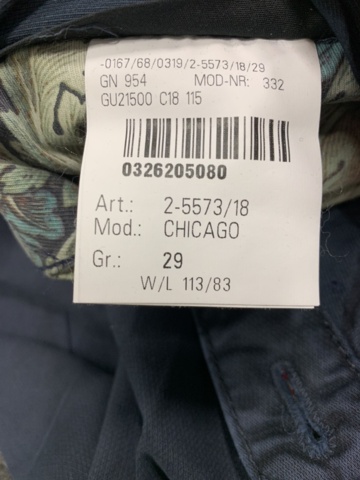 -0167/68/0319/2-5573/18/29
GN 954 MOD-NR: 332
GU21500 C18 115
0326205080
Art.: 2-5573/18
Mod.: CHICAGO
Gr.: 29
W/L 113/83